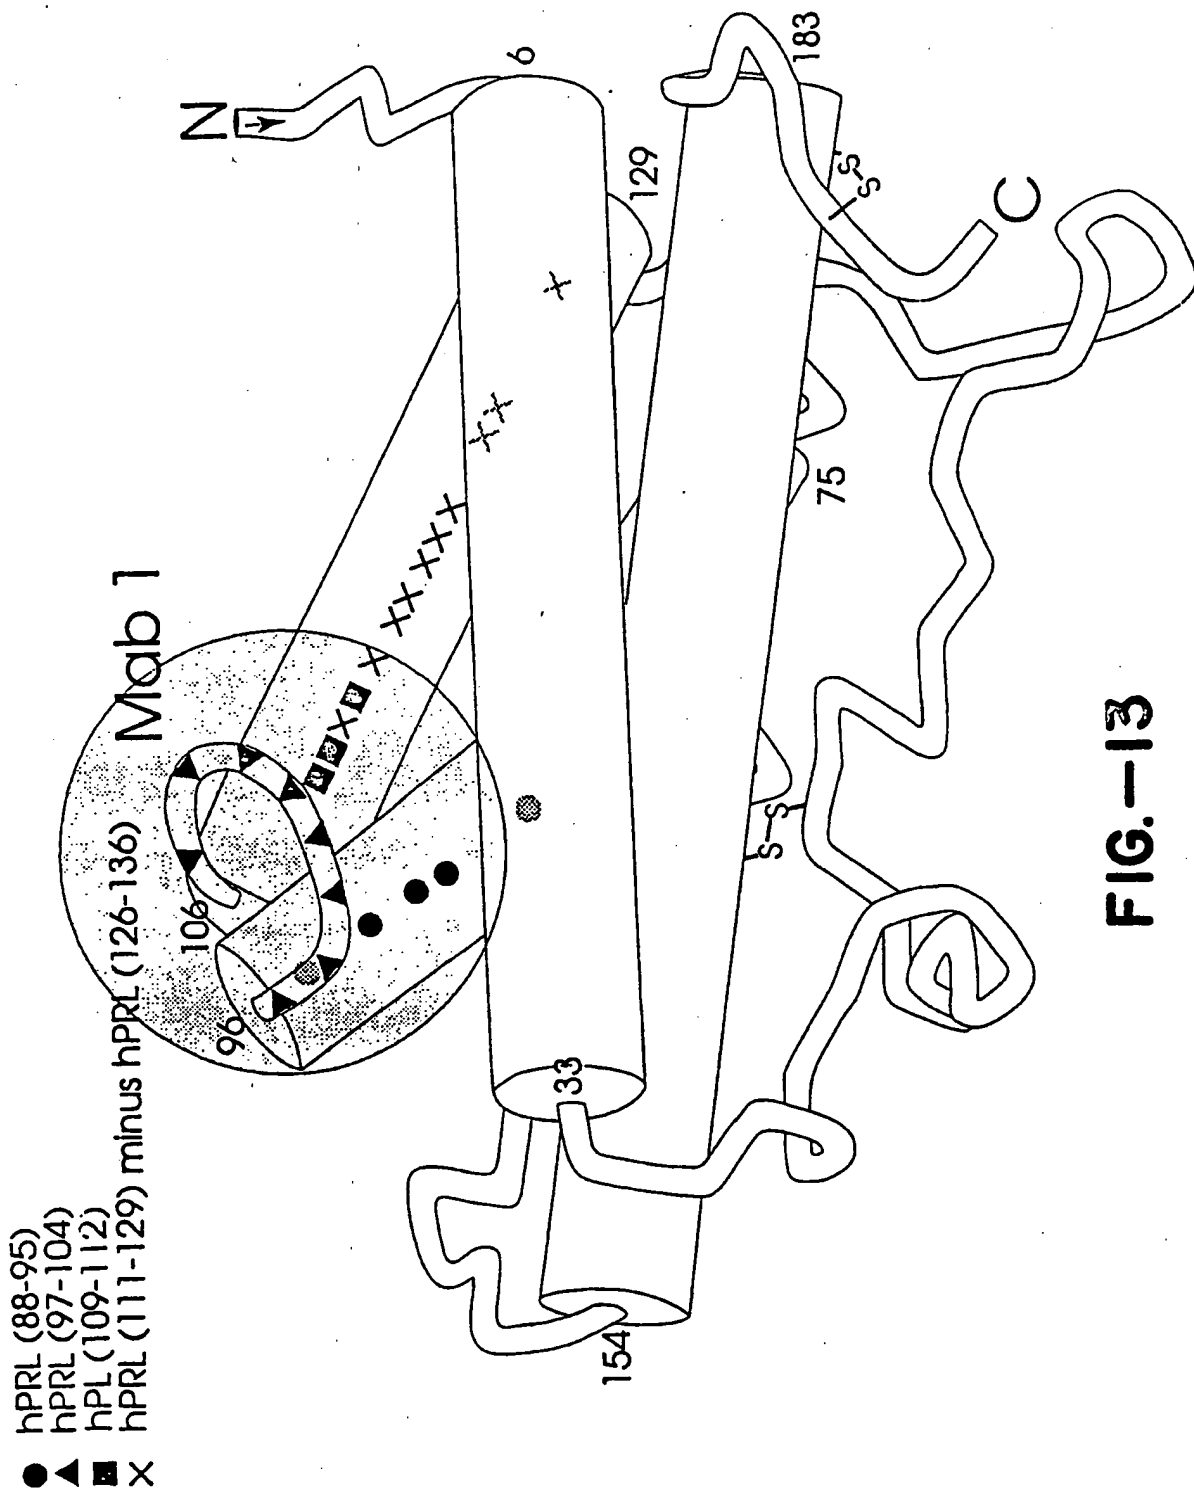 ● hPRL (88-95)
▲ hPRL (97-104)
■ hPL (109-112)
X hPRL (111-129) minus hPRL (126-136)
Mab 1
N
6
106
96
129
183
33
S-S
C
154
S-S
75
FIG.—13